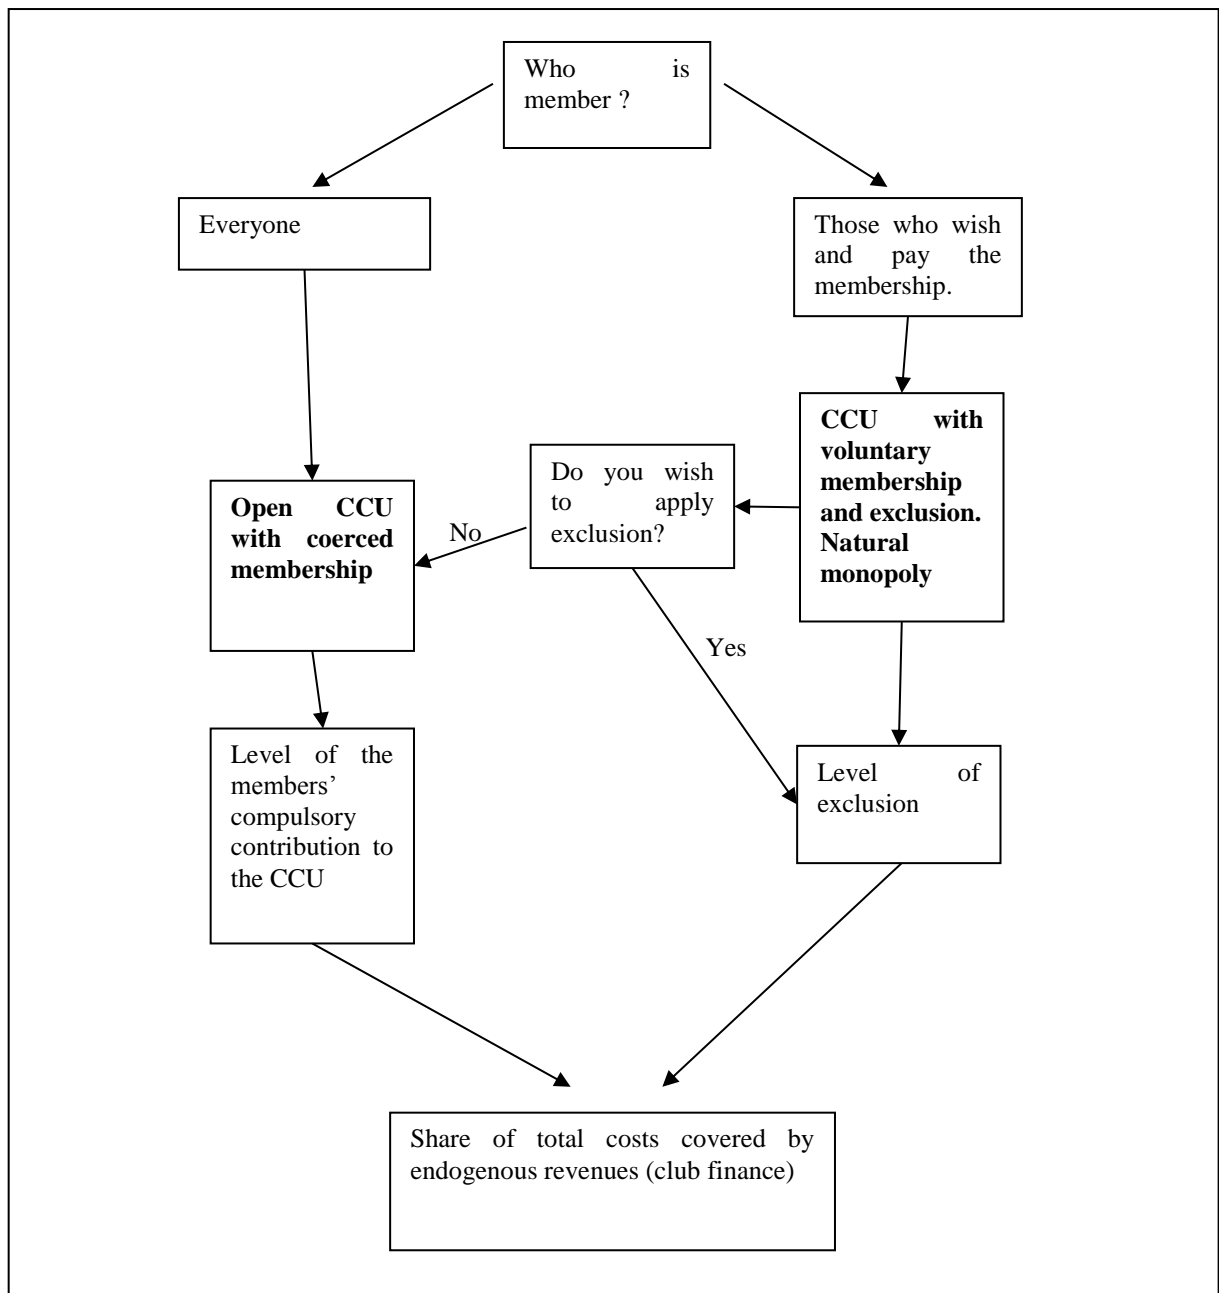 Who is
member ?
Everyone
Those who wish
and pay the
membership.
CCU with
voluntary
membership
and exclusion.
Natural
monopoly
Do you wish
to apply
exclusion?
No
Open CCU
with coerced
membership
Yes
Level of the
members'
compulsory
contribution to
the CCU
Level of
exclusion
Share of total costs covered by
endogenous revenues (club finance)